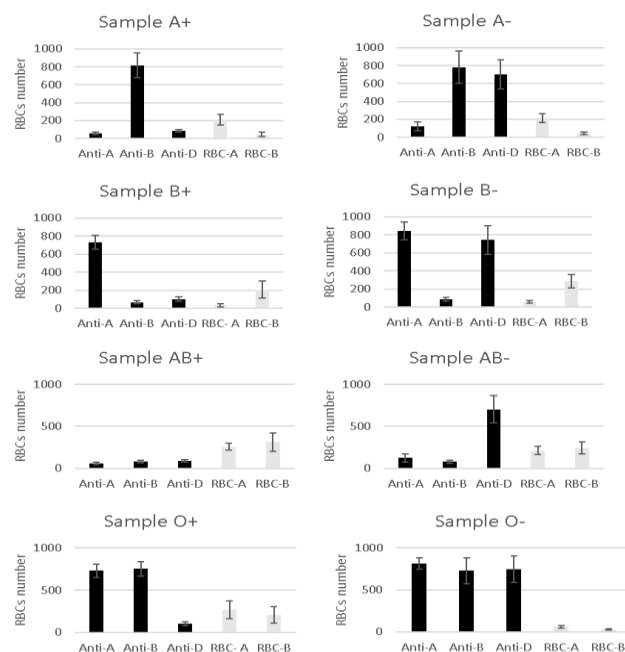 Sample A+
RBCs number
1000
800
600
400
200
0
Anti-A Anti-B Anti-D RBC-A RBC-B
Sample A-
RBCs number
1000
800
600
400
200
0
Anti-A Anti-B Anti-D RBC-A RBC-B
Sample B+
RBCs number
1000
800
600
400
200
0
Anti-A Anti-B Anti-D RBC- A RBC-B
Sample B-
RBCs number
1000
800
600
400
200
0
Anti-A Anti-B Anti-D RBC-A RBC-B
Sample AB+
RBCs number
1000
500
0
Anti-A Anti-B Anti-D RBC-A RBC-B
Sample AB-
RBCs number
1000
500
0
Anti-A Anti-B Anti-D RBC-A RBC-B
Sample O+
RBCs number
1000
500
0
Anti-A Anti-B Anti-D RBC- A RBC-B
Sample O-
RBCs number
1000
500
0
Anti-A Anti-B Anti-D RBC-A RBC-B